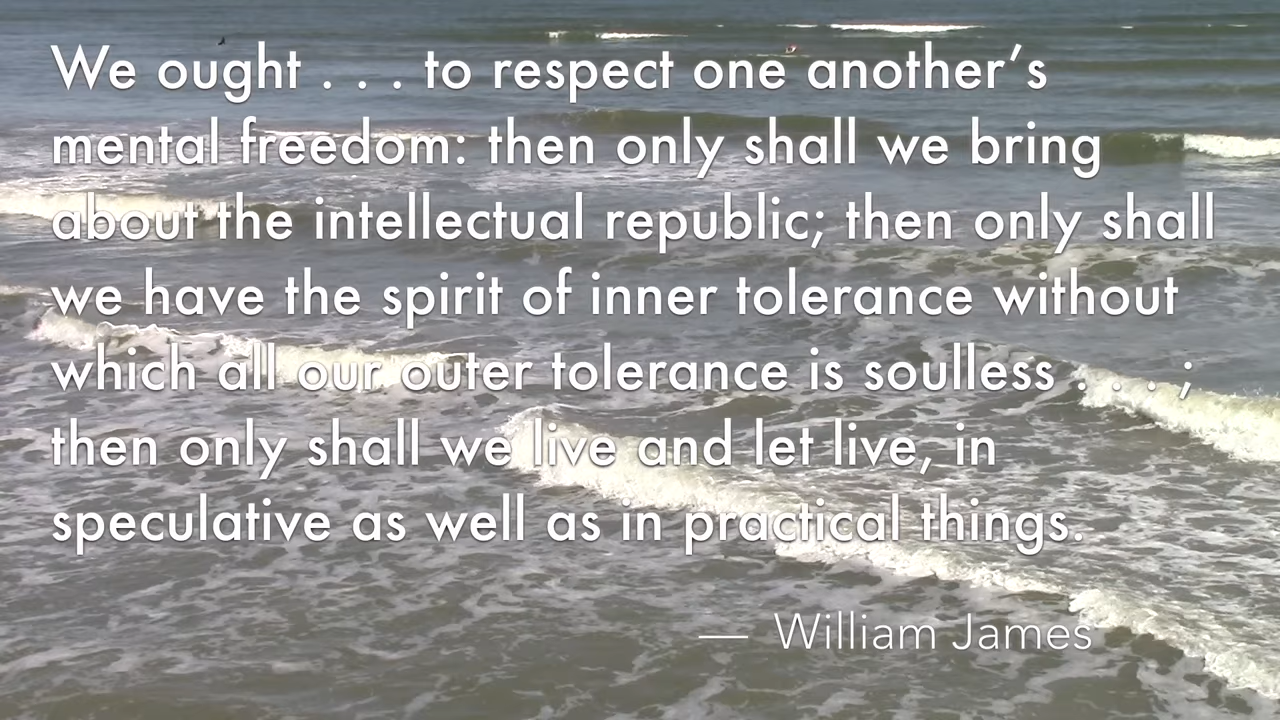 We ought . . . to respect one another’s
mental freedom: then only shall we bring
about the intellectual republic; then only shall
we have the spirit of inner tolerance without
which all our outer tolerance is soulless . . . ;
then only shall we live and let live, in
speculative as well as in practical things.
— William James